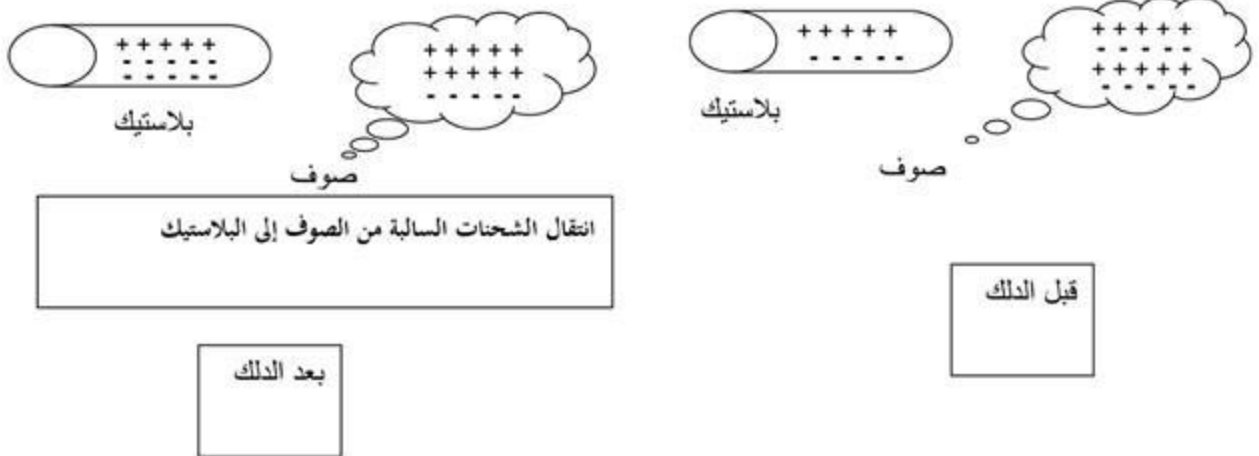 + + + + +
- - - - -
بلاستيك
+ + + + +
- - - - -
+ + + + +
- - - - -
صوف
قبل الدلك
+ + + + +
- - - - -
- - - - -
بلاستيك
+ + + + +
+ + + + +
- - - - -
صوف
انتقال الشحنات السالبة من الصوف إلى البلاستيك
بعد الدلك